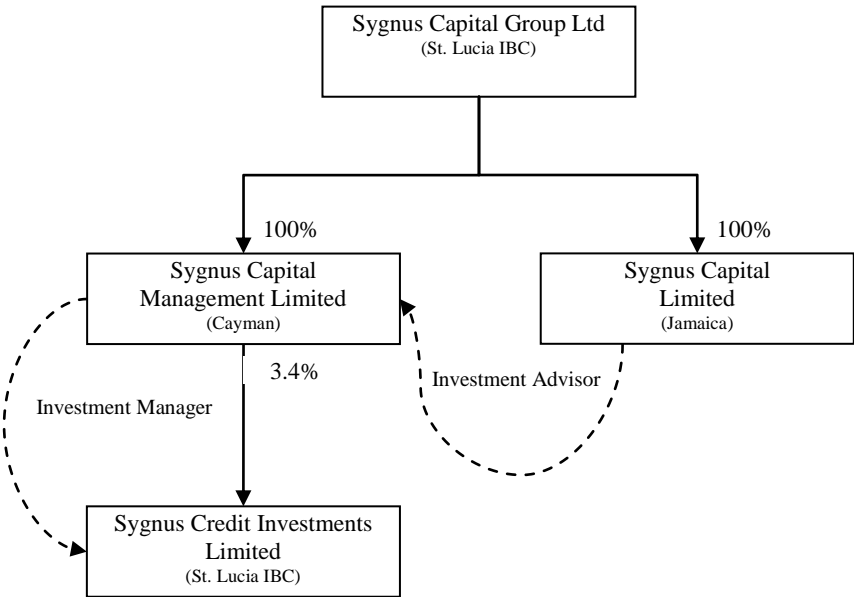 Sygnus Capital Group Ltd
(St. Lucia IBC)
100%
100%
Sygnus Capital
Management Limited
(Cayman)
Sygnus Capital
Limited
(Jamaica)
3.4%
Investment Advisor
Investment Manager
Sygnus Credit Investments
Limited
(St. Lucia IBC)